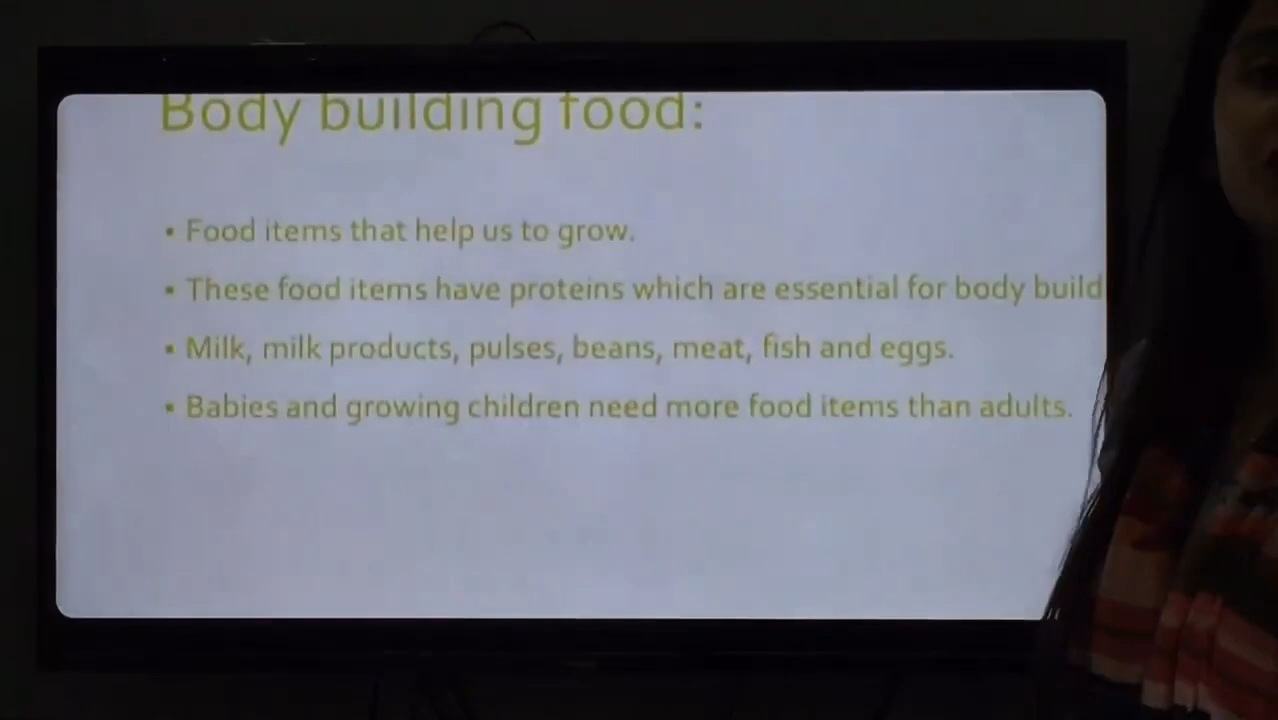 Body building food:
• Food items that help us to grow.
• These food items have proteins which are essential for body build
• Milk, milk products, pulses, beans, meat, fish and eggs.
• Babies and growing children need more food items than adults.